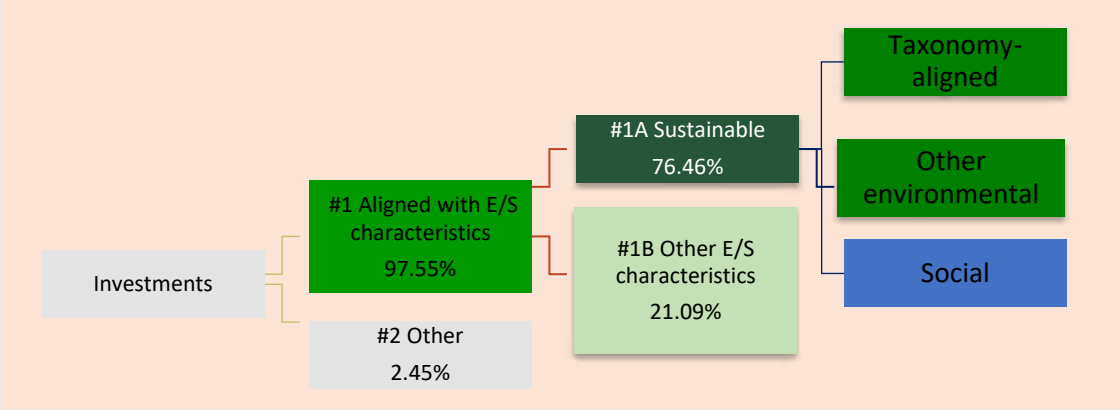 Investments
#1 Aligned with E/S
characteristics
97.55%
#2 Other
2.45%
#1A Sustainable
76.46%
#1B Other E/S
characteristics
21.09%
Taxonomy-
aligned
Other
environmental
Social